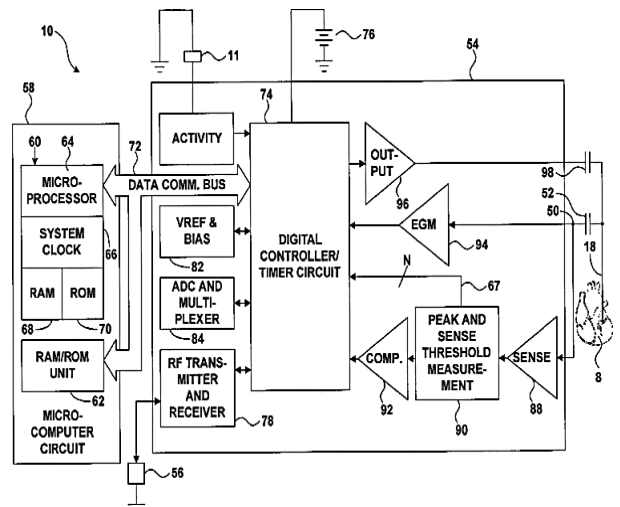 10
11
76
54
58
60
64
72
74
ACTIVITY
MICRO-
PROCESSOR
DATA COMM. BUS
SYSTEM
CLOCK
66
RAM
ROM
68
70
RAM/ROM
UNIT
62
MICRO-
COMPUTER
CIRCUIT
VREF &
BIAS
82
ADC AND
MULTI-
PLEXER
84
RF TRANS-
MITTER
AND
RECEIVER
78
56
DIGITAL
CONTROLLER/
TIMER CIRCUIT
OUT-
PUT
96
98
52
50
EGM
94
18
N
67
COMP.
92
PEAK AND
SENSE
THRESHOLD
MEASURE-
MENT
90
SENSE
88
8